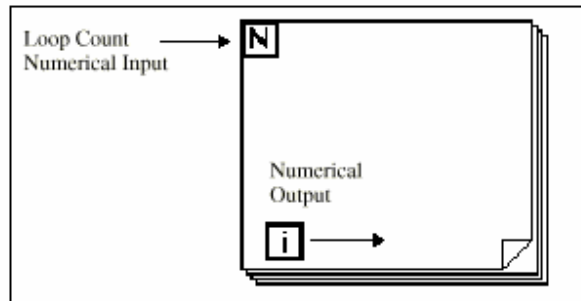 Loop Count
Numerical Input
N
Numerical
Output
i